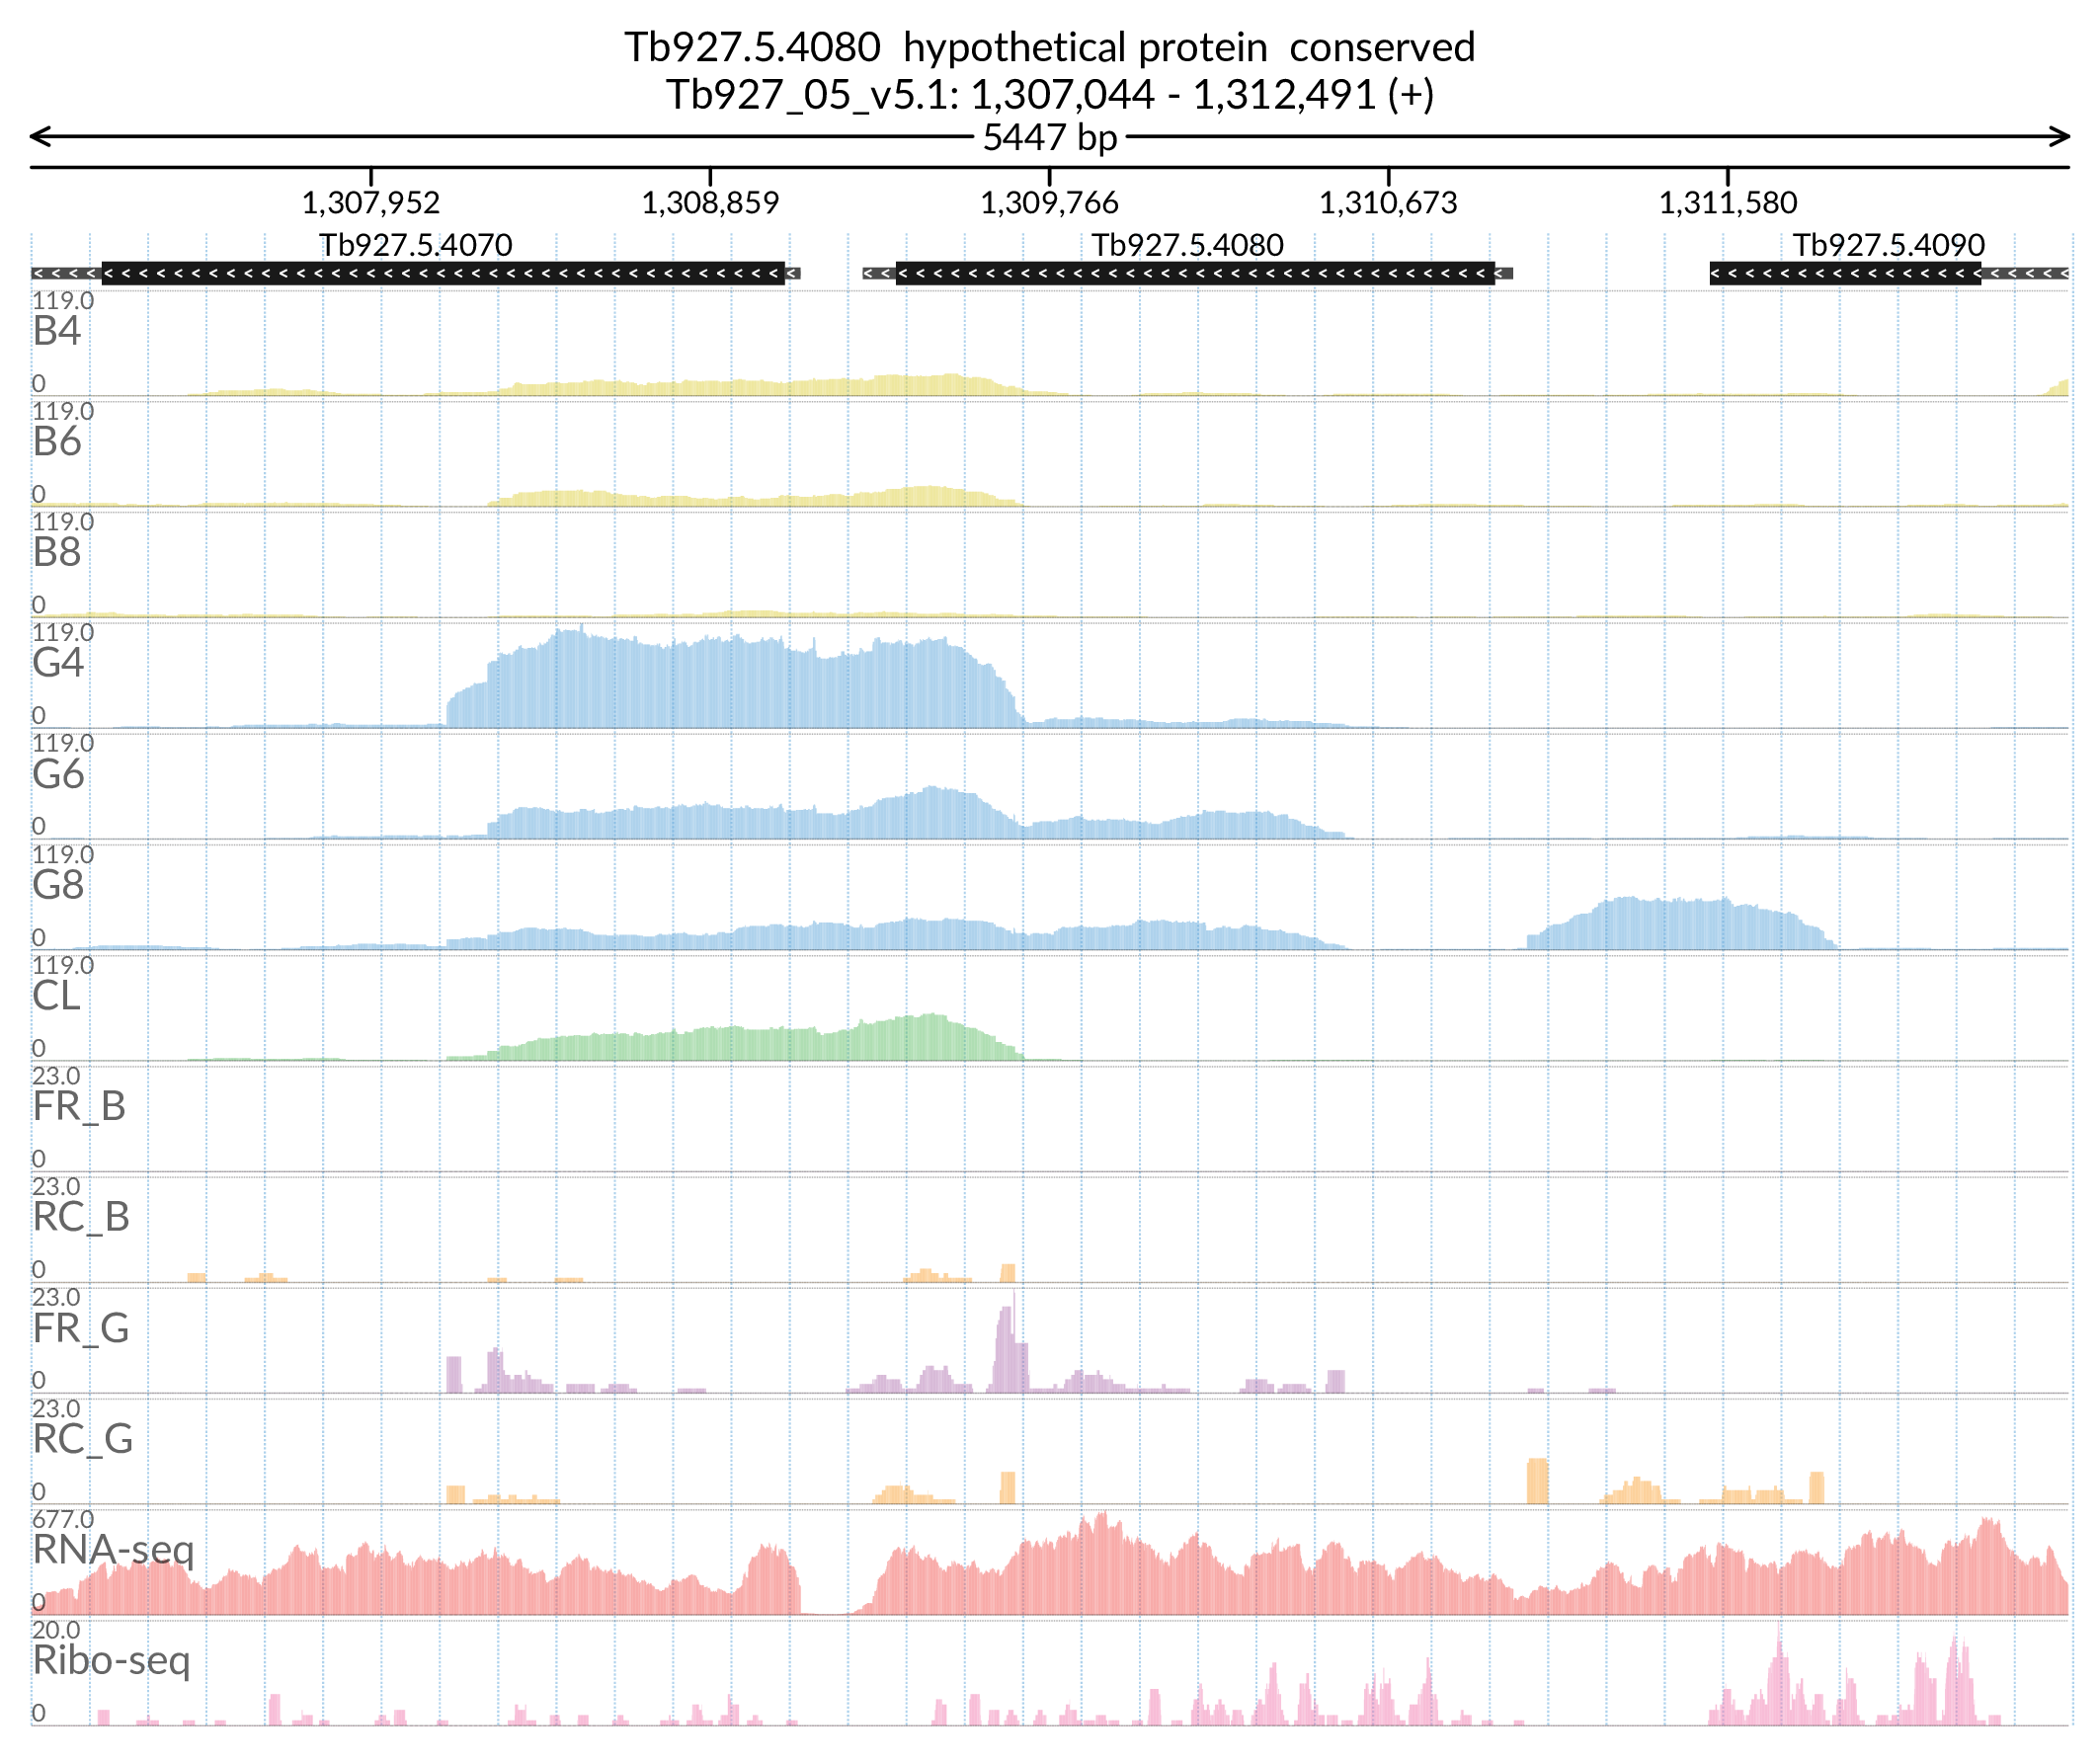 Tb927.5.4080 hypothetical protein conserved
Tb927_05_v5.1: 1,307,044 - 1,312,491 (+)
5447 bp
1,307,952 1,308,859 1,309,766 1,310,673 1,311,580
Tb927.5.4070 Tb927.5.4080 Tb927.5.4090
119.0
B4
0
119.0
B6
0
119.0
B8
0
119.0
G4
0
119.0
G6
0
119.0
G8
0
119.0
CL
0
23.0
FR_B
0
23.0
RC_B
0
23.0
FR_G
0
23.0
RC_G
0
677.0
RNA-seq
0
20.0
Ribo-seq
0